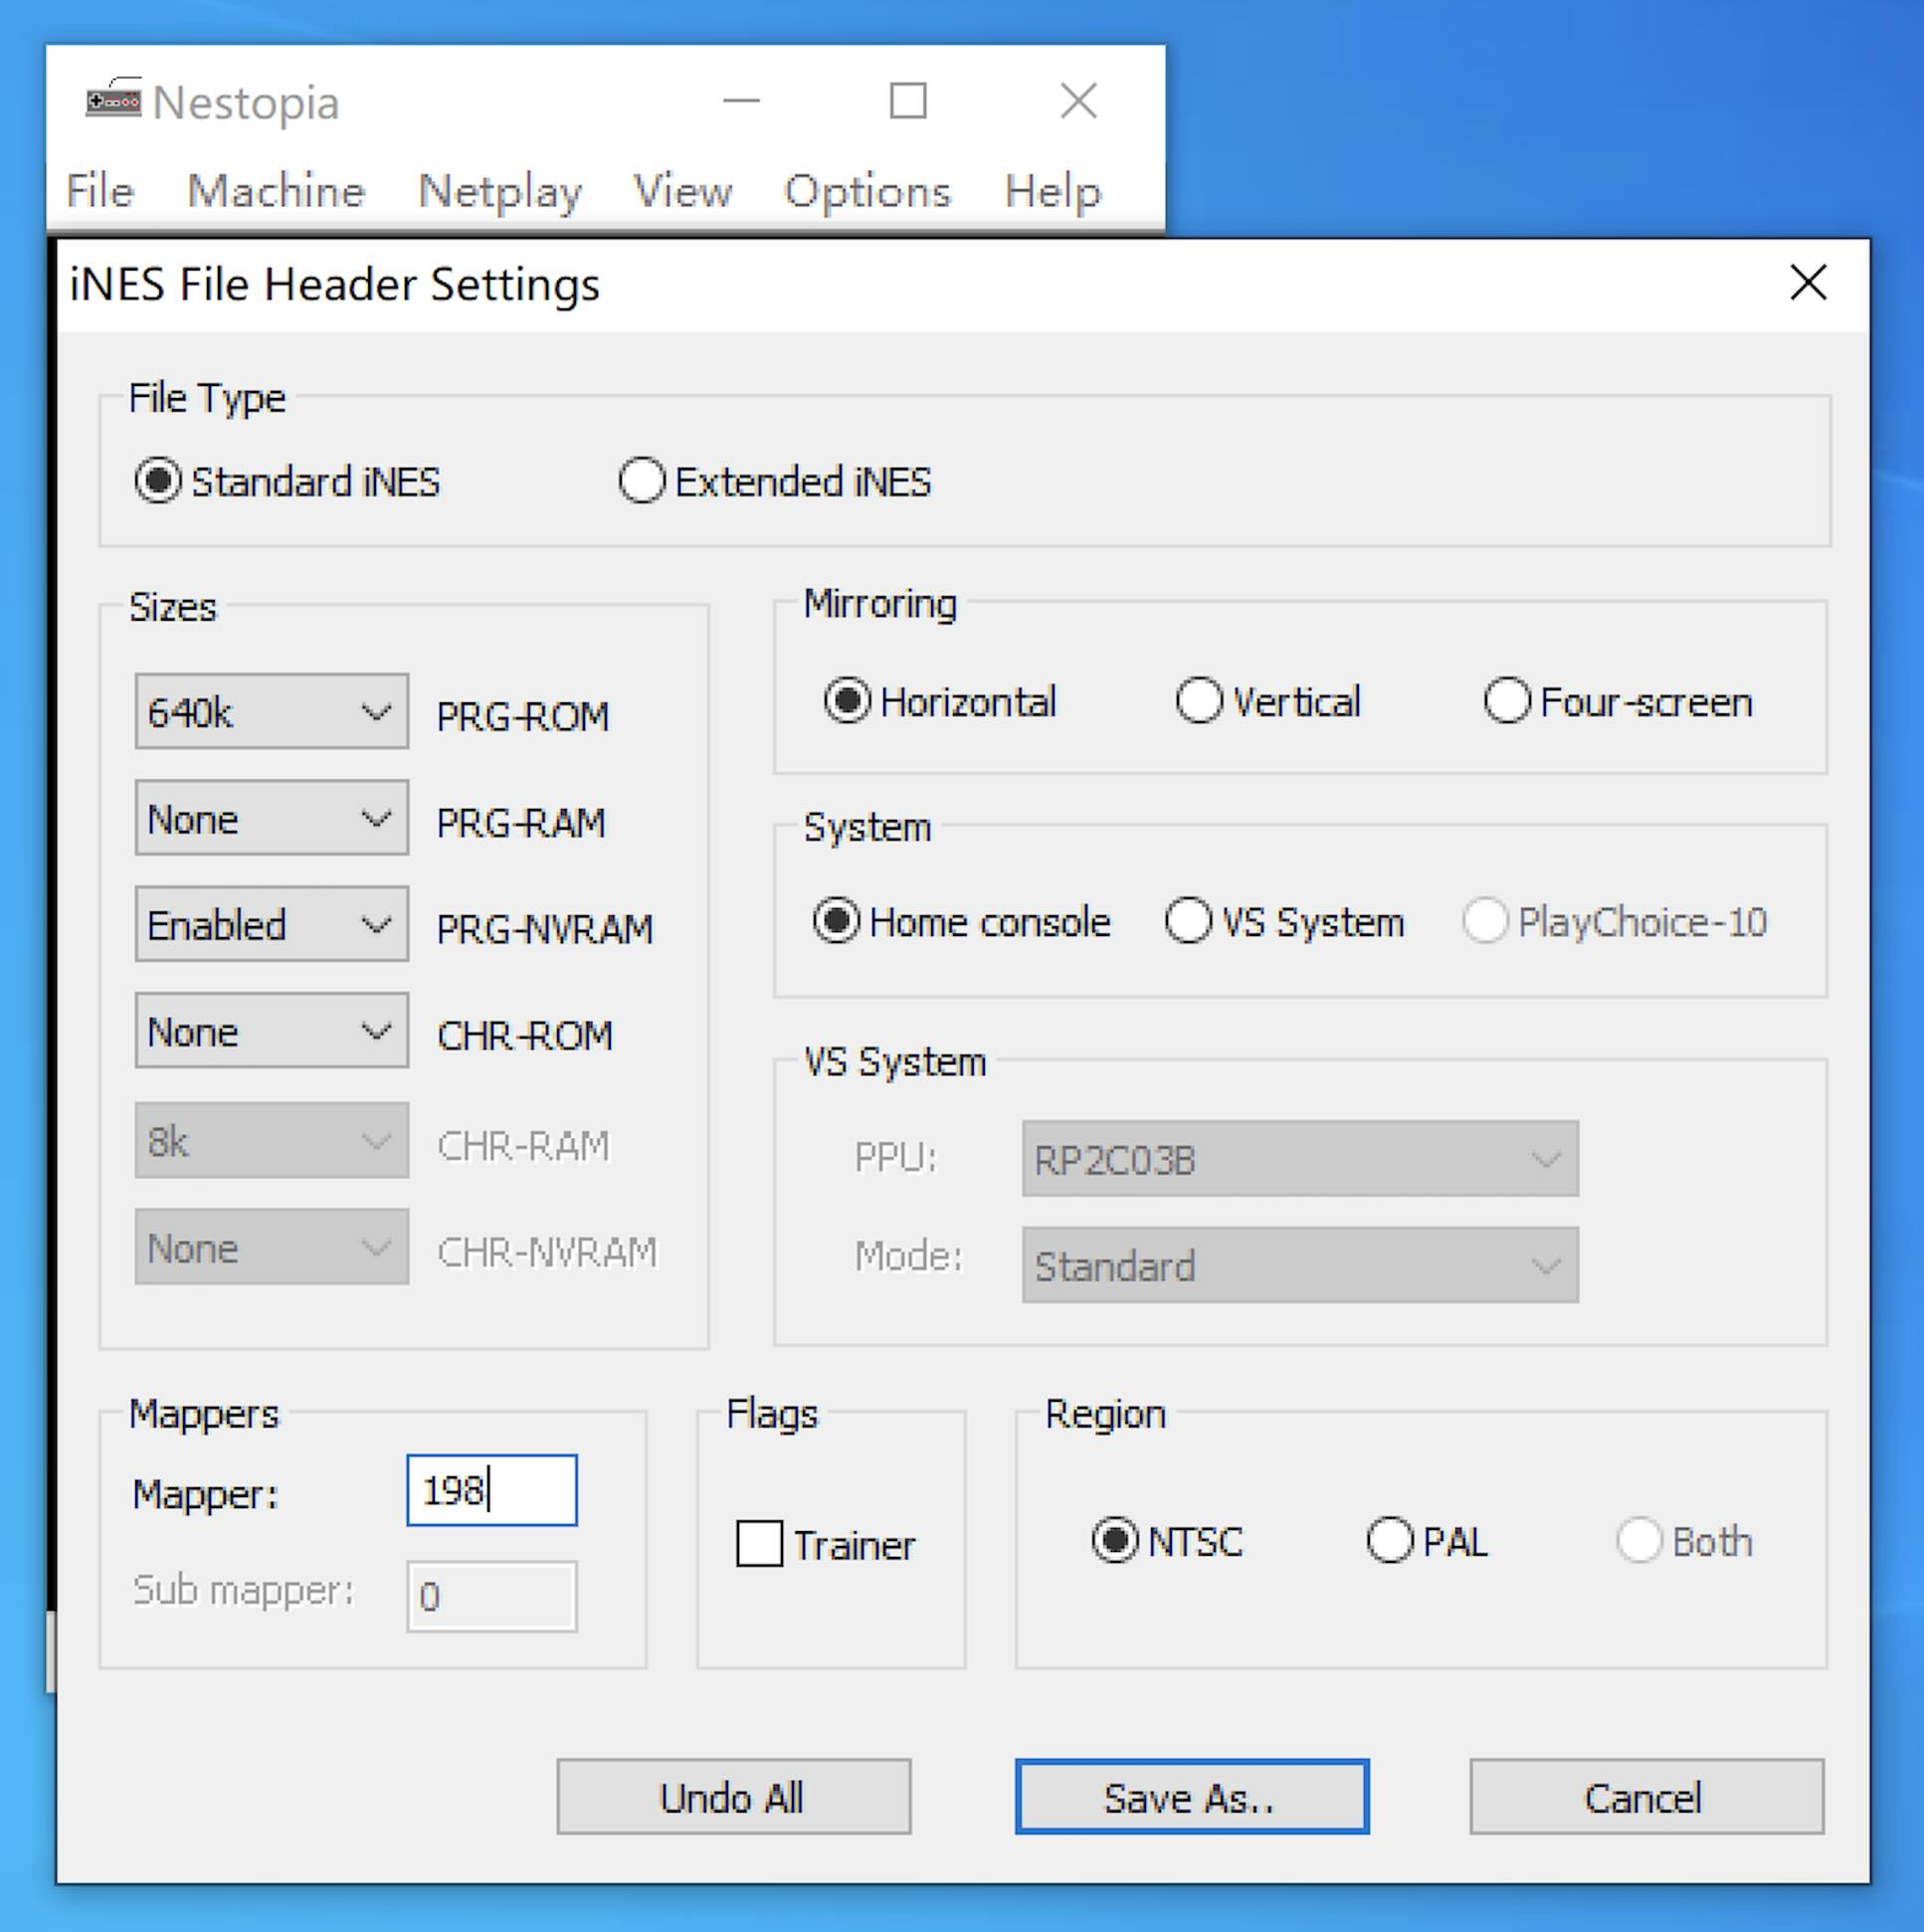 Nestopia
File Machine Netplay View Options Help
iNES File Header Settings
File Type
Standard iNES Extended iNES
Sizes
640k PRG-ROM
None PRG-RAM
Enabled PRG-NVRAM
None CHR-ROM
8k CHR-RAM
None CHR-NVRAM
Mirroring
Horizontal Vertical Four-screen
System
Home console VS System PlayChoice-10
VS System
PPU: RP2C03B
Mode: Standard
Mappers
Mapper: 198
Sub mapper: 0
Flags
Trainer
Region
NTSC PAL Both
Undo All Save As.. Cancel